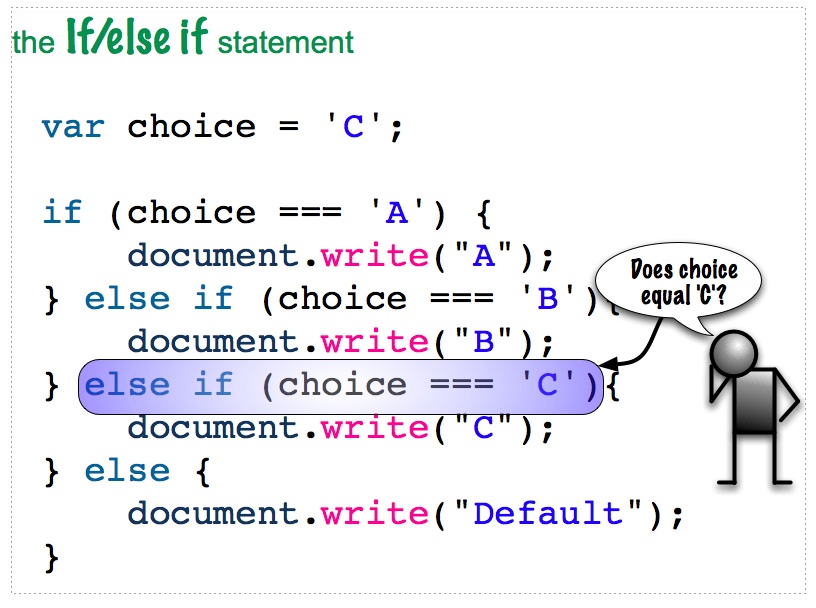 the If/else if statement
var choice = 'C';
if (choice === 'A') {
    document.write("A");
} else if (choice === 'B'){
    document.write("B");
} else if (choice === 'C'){
    document.write("C");
} else {
    document.write("Default");
}
Does choice
equal 'C'?